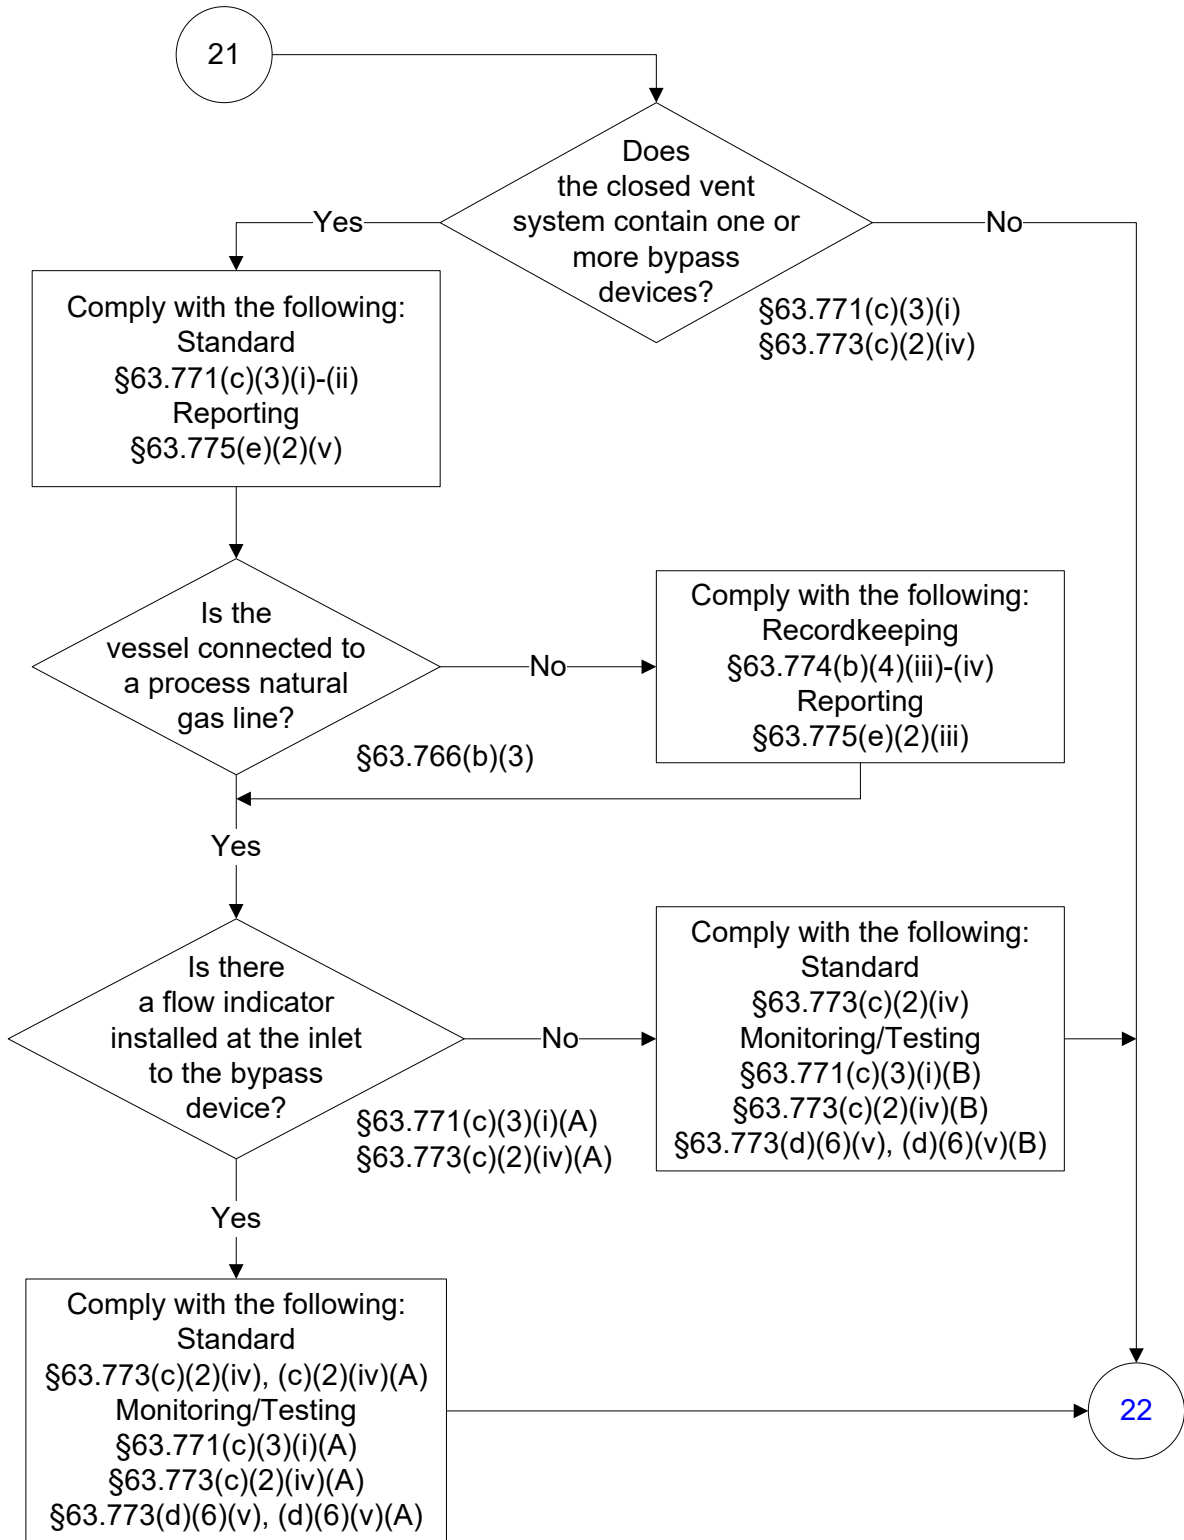 21
Does
the closed vent
system contain one or
more bypass
devices?
Yes
No
§63.771(c)(3)(i)
§63.773(c)(2)(iv)
Comply with the following:
Standard
§63.771(c)(3)(i)-(ii)
Reporting
§63.775(e)(2)(v)
Is the
vessel connected to
a process natural
gas line?
No
§63.766(b)(3)
Comply with the following:
Recordkeeping
§63.774(b)(4)(iii)-(iv)
Reporting
§63.775(e)(2)(iii)
Yes
Is there
a flow indicator
installed at the inlet
to the bypass
device?
No
§63.771(c)(3)(i)(A)
§63.773(c)(2)(iv)(A)
Comply with the following:
Standard
§63.773(c)(2)(iv)
Monitoring/Testing
§63.771(c)(3)(i)(B)
§63.773(c)(2)(iv)(B)
§63.773(d)(6)(v), (d)(6)(v)(B)
Yes
Comply with the following:
Standard
§63.773(c)(2)(iv), (c)(2)(iv)(A)
Monitoring/Testing
§63.771(c)(3)(i)(A)
§63.773(c)(2)(iv)(A)
§63.773(d)(6)(v), (d)(6)(v)(A)
22